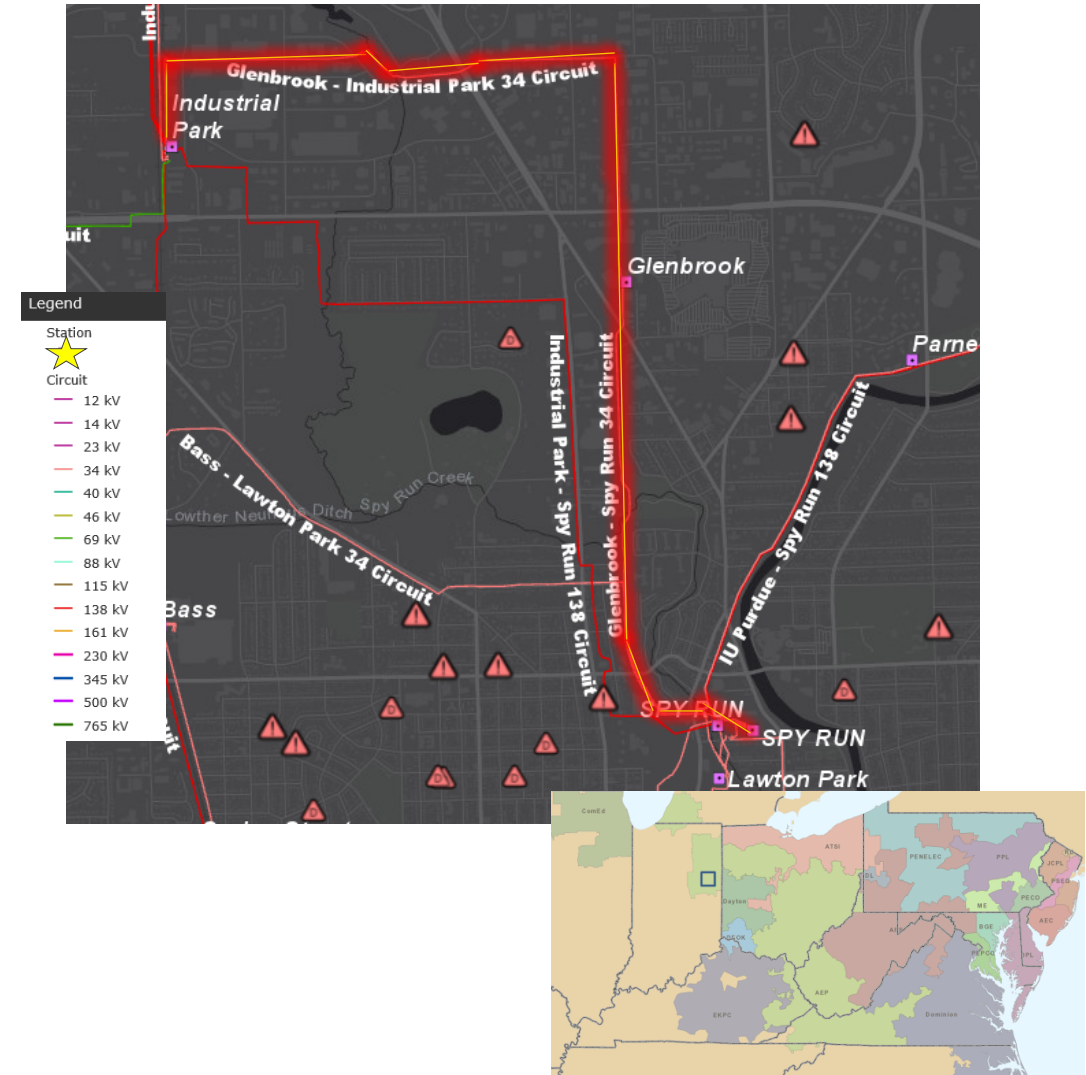 Indu
Glenbrook - Industrial Park 34 Circuit
Industrial
Park
uit
Glenbrook
Legend
Station
Circuit
12 kV
14 kV
23 kV
34 kV
40 kV
46 kV
69 kV
88 kV
115 kV
138 kV
161 kV
230 kV
345 kV
500 kV
765 kV
Parne
D
Industrial Park - Spy Run 138 Circuit
Glenbrook - Spy Run 34 Circuit
IU Purdue - Spy Run 138 Circuit
Bass - Lawton Park 34 Circuit
Spy Run Creek
Lowther Neuhaus Ditch
Bass
D
D
SPY RUN
SPY RUN
uit
D
D
D
Lawton Park
D
ComEd
ATSI
PENELEC
PPL
JCPL
PSEG
DL
Dayton
ME
PECO
AEC
BGE
PEPCO
DPL
DEOK
AEP
EKPC
Dominion